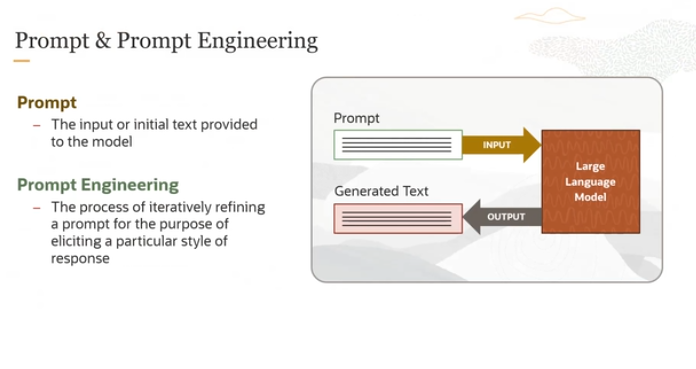 Prompt & Prompt Engineering
Prompt
– The input or initial text provided
to the model
Prompt Engineering
– The process of iteratively refining
a prompt for the purpose of
eliciting a particular style of
response
Prompt
INPUT
Large
Language
Model
Generated Text
OUTPUT